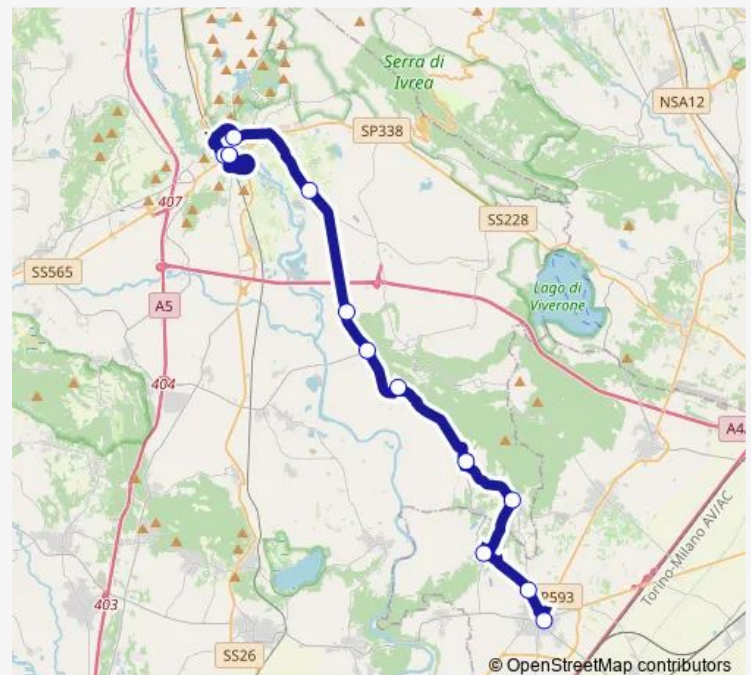 Serra di
Ivrea
NSA12
SP338
407
SS228
SS565
Lago di
Viverone
A5
404
A4
P593
Torino-Milano AV/AC
403
SS26
© OpenStreetMap contributors